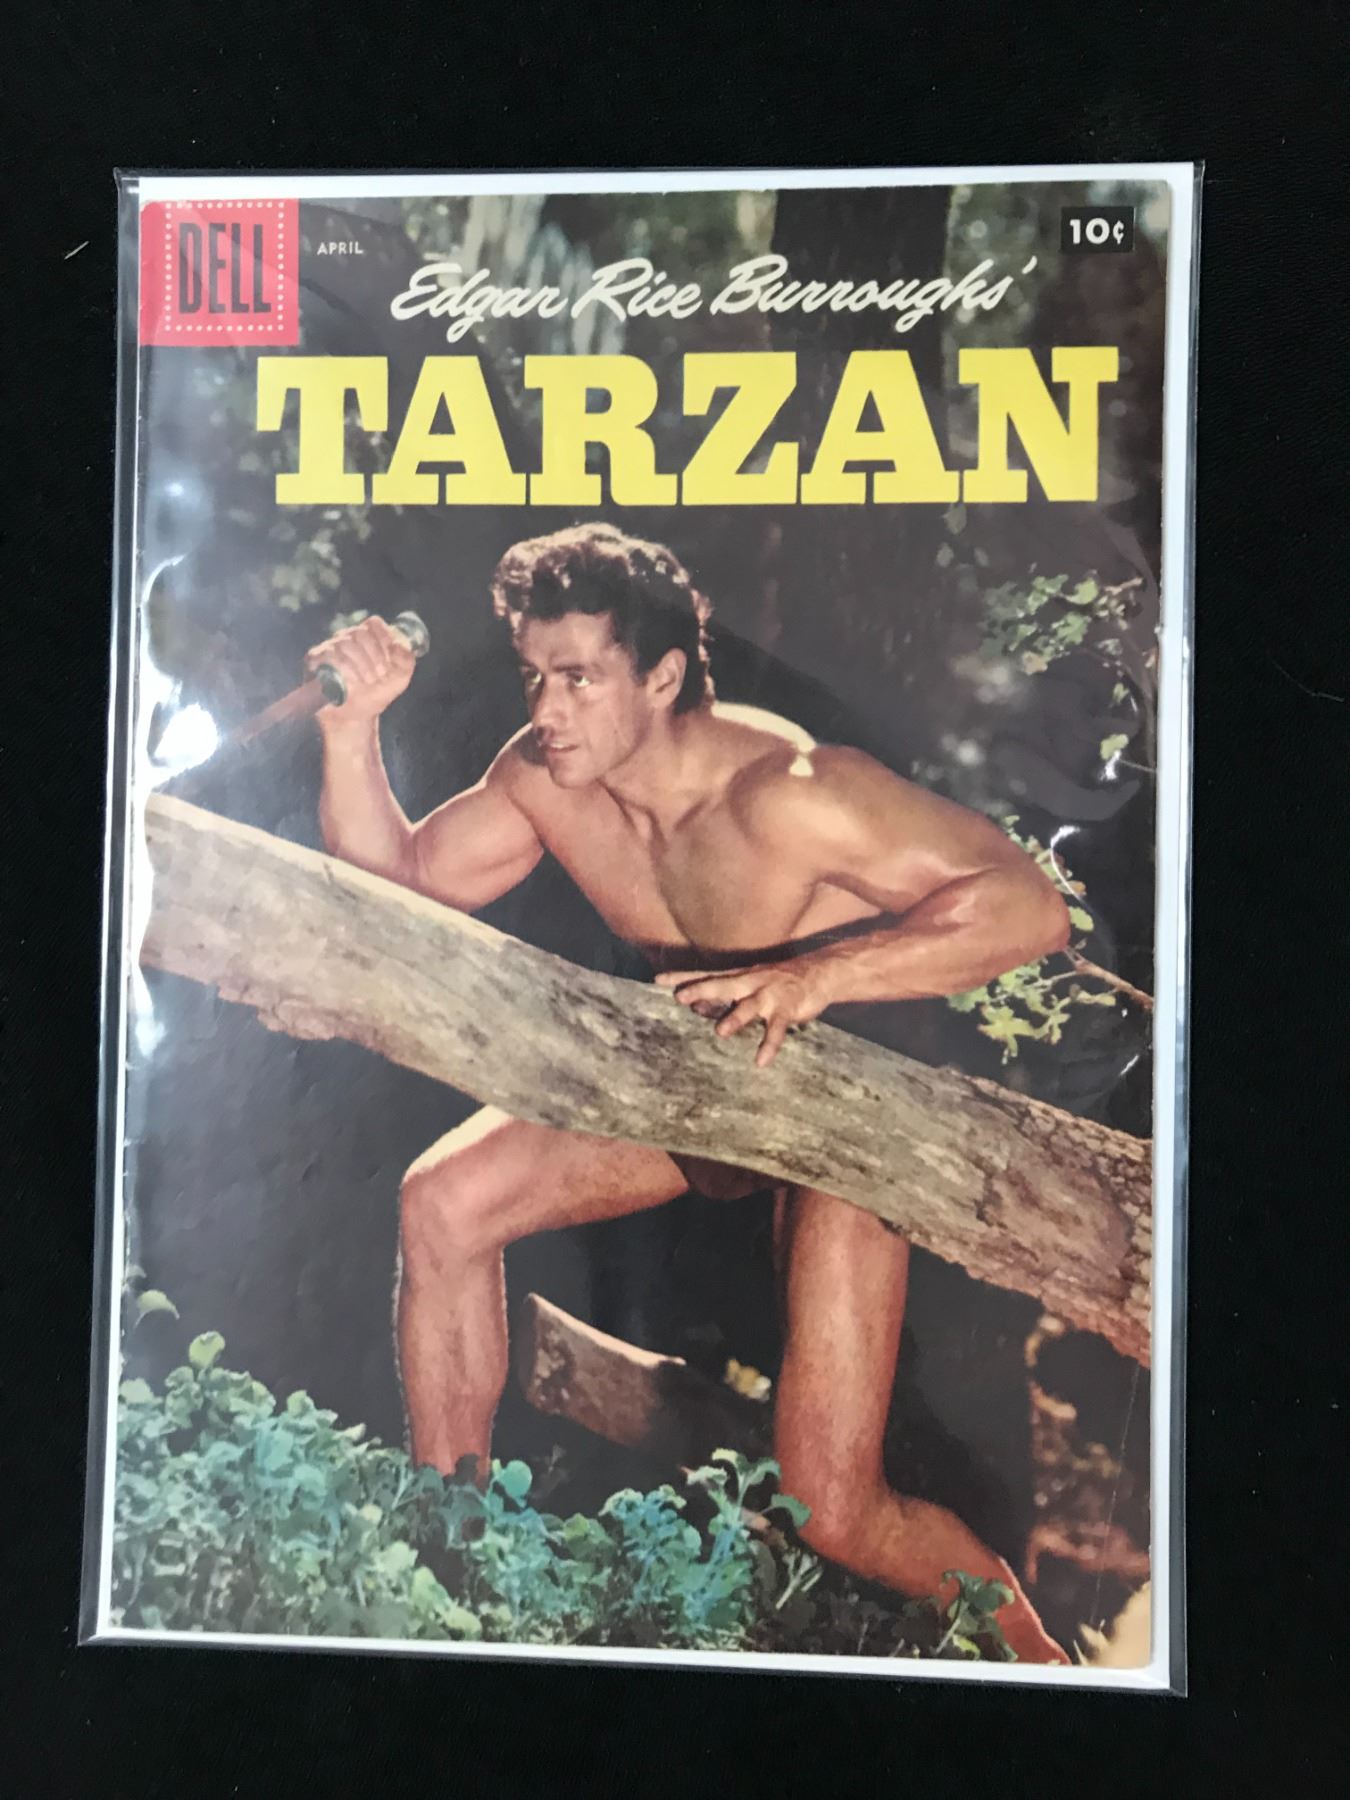 DELL
APRIL
10¢
Edgar Rice Burroughs'
TARZAN